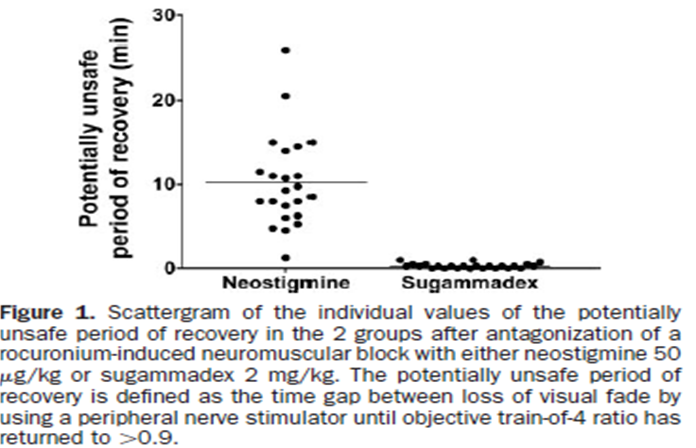 30
20
10
0
Potentially unsafe
period of recovery (min)
Neostigmine
Sugammadex
Figure 1. Scattergram of the individual values of the potentially
unsafe period of recovery in the 2 groups after antagonization of a
rocuronium-induced neuromuscular block with either neostigmine 50
μg/kg or sugammadex 2 mg/kg. The potentially unsafe period of
recovery is defined as the time gap between loss of visual fade by
using a peripheral nerve stimulator until objective train-of-4 ratio has
returned to >0.9.